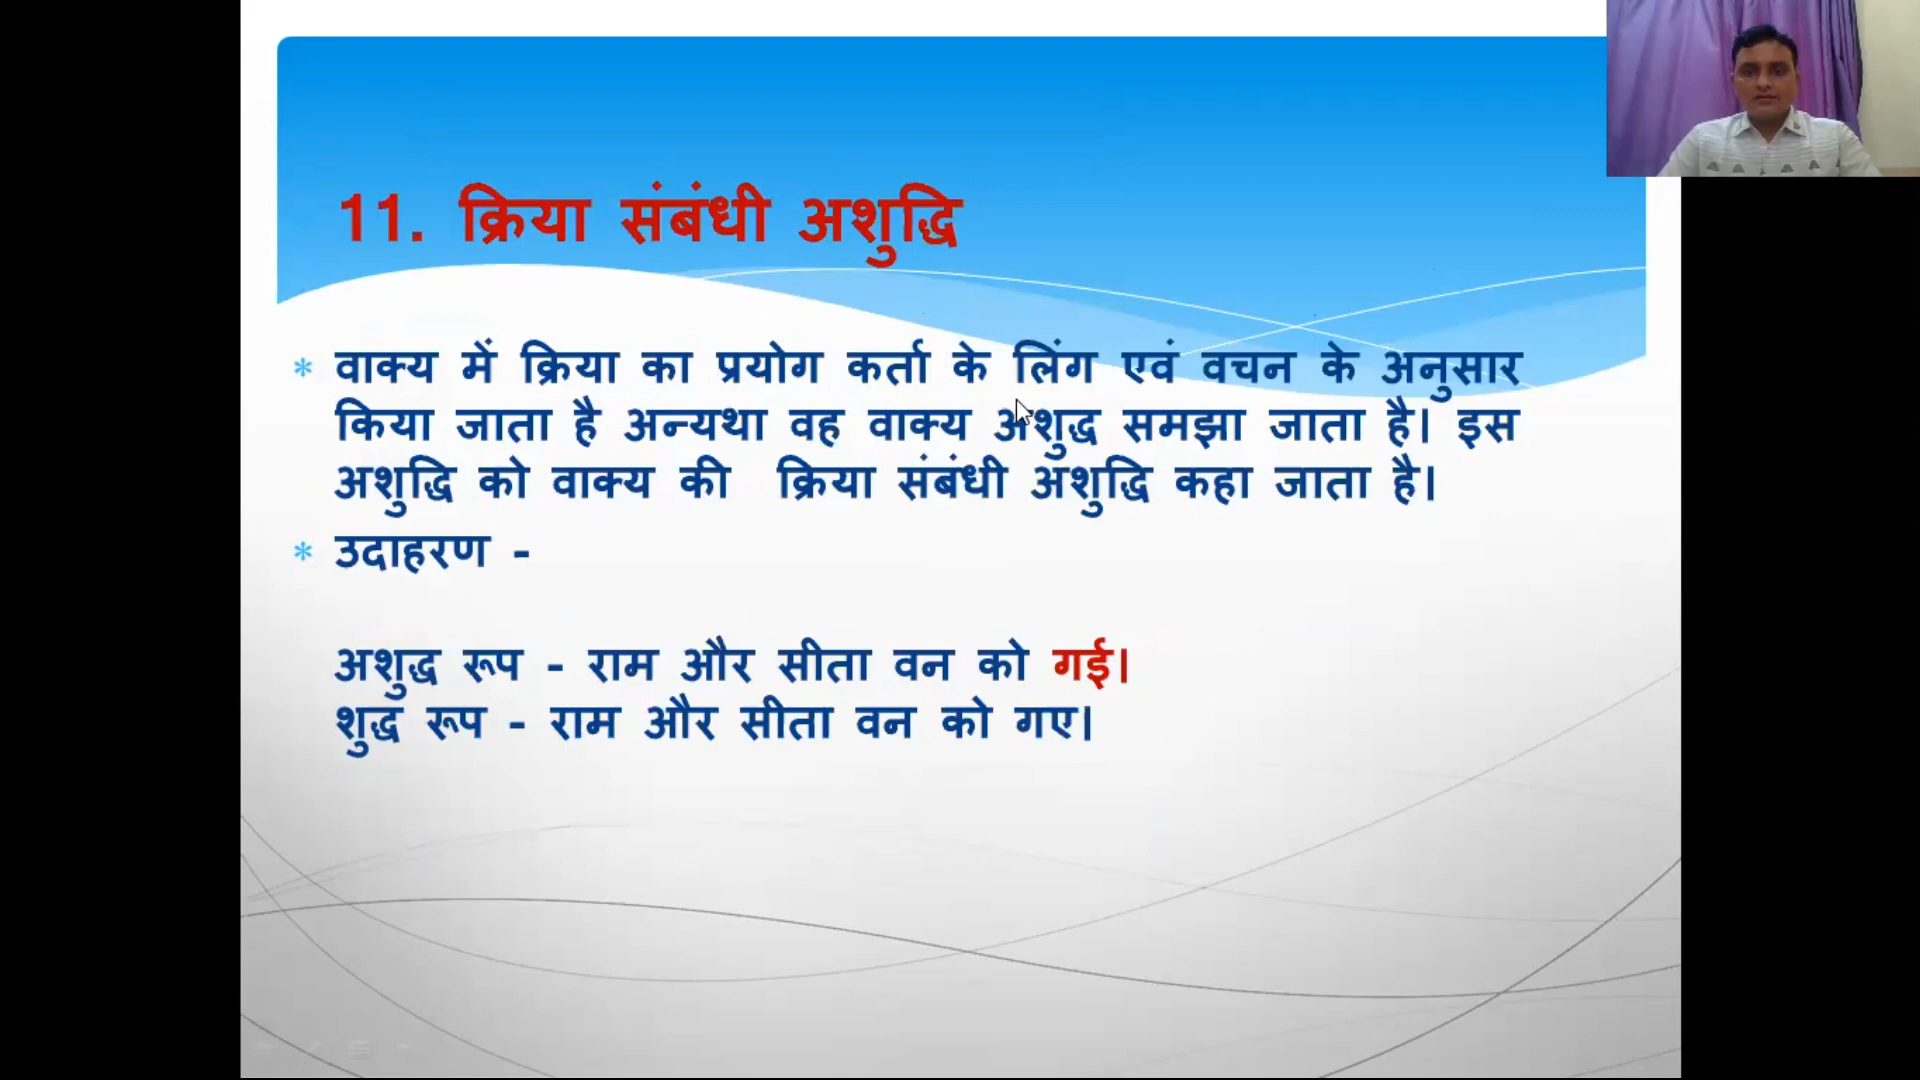 11. क्रिया संबंधी अशुद्धि
* वाक्य में क्रिया का प्रयोग कर्ता के लिंग एवं वचन के अनुसार
किया जाता है अन्यथा वह वाक्य अशुद्ध समझा जाता है। इस
अशुद्धि को वाक्य की क्रिया संबंधी अशुद्धि कहा जाता है।
* उदाहरण -
अशुद्ध रूप - राम और सीता वन को गई।
शुद्ध रूप - राम और सीता वन को गए।